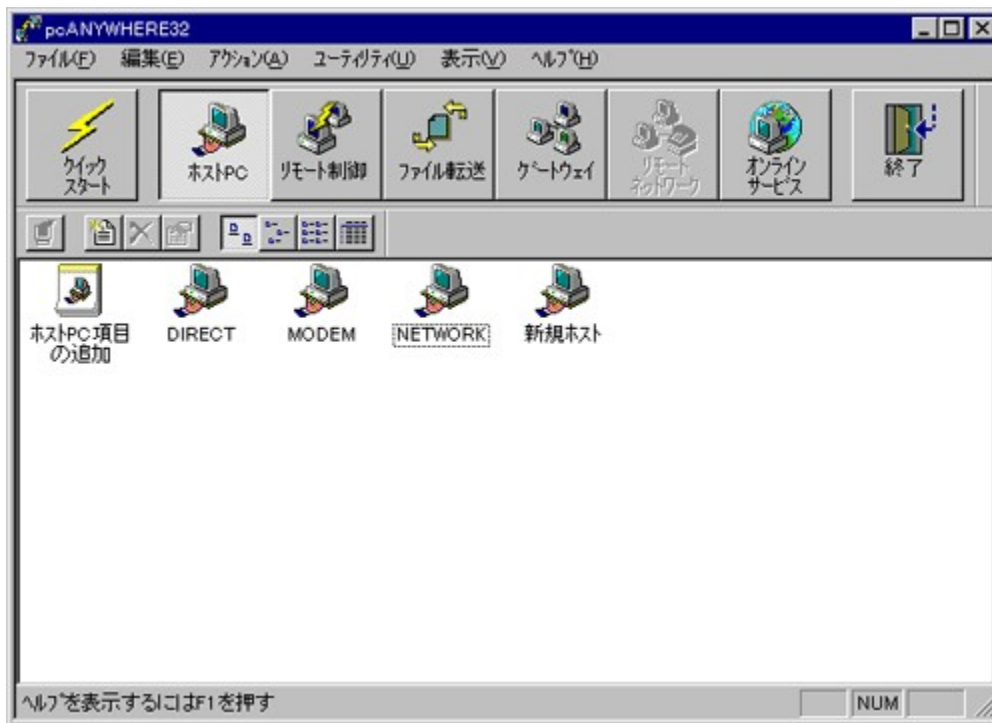 pcANYWHERE32
ファイル(F) 編集(E) アクション(A) ユーティリティ(U) 表示(V) ヘルプ(H)
クイック
スタート
ホストPC
リモート制御
ファイル転送
ゲートウェイ
リモート
ネットワーク
オンライン
サービス
終了
ホストPC項目
の追加
DIRECT
MODEM
NETWORK
新規ホスト
ヘルプを表示するにはF1を押す
NUM